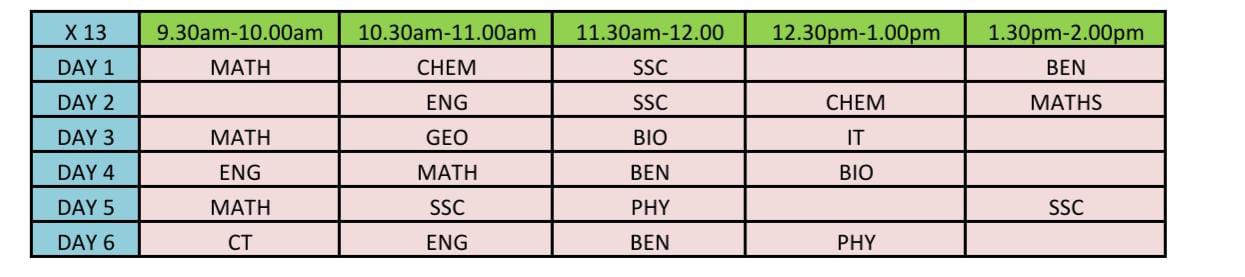 X 13 9.30am-10.00am 10.30am-11.00am 11.30am-12.00 12.30pm-1.00pm 1.30pm-2.00pm
DAY 1 MATH CHEM SSC BEN
DAY 2 ENG SSC CHEM MATHS
DAY 3 MATH GEO BIO IT
DAY 4 ENG MATH BEN BIO
DAY 5 MATH SSC PHY SSC
DAY 6 CT ENG BEN PHY